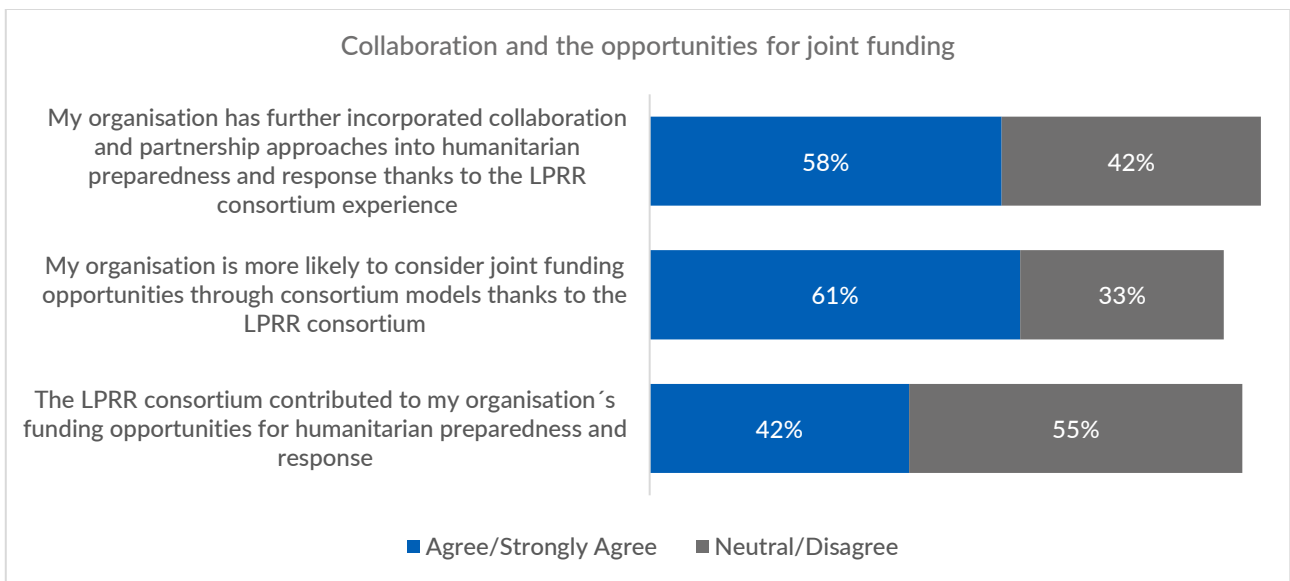 Collaboration and the opportunities for joint funding
My organisation has further incorporated collaboration
and partnership approaches into humanitarian
preparedness and response thanks to the LPRR
consortium experience
58%
42%
My organisation is more likely to consider joint funding
opportunities through consortium models thanks to the
LPRR consortium
61%
33%
The LPRR consortium contributed to my organisation´s
funding opportunities for humanitarian preparedness and
response
42%
55%
Agree/Strongly Agree
Neutral/Disagree